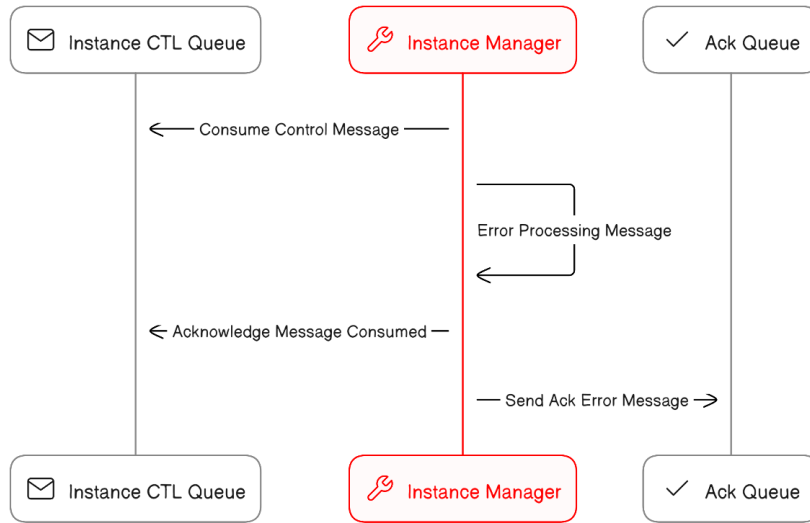 Instance CTL Queue
Instance Manager
Ack Queue
Consume Control Message
Error Processing Message
Acknowledge Message Consumed
Send Ack Error Message
Instance CTL Queue
Instance Manager
Ack Queue